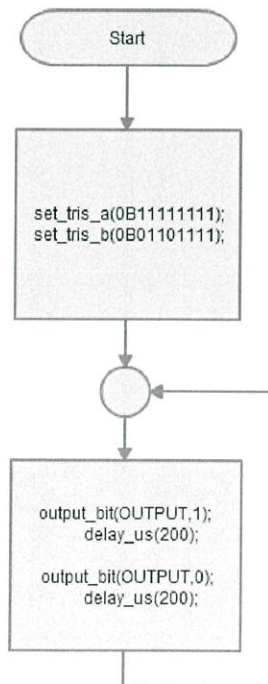 Start
set_tris_a(0B11111111);
set_tris_b(0B01101111);
output_bit(OUTPUT,1);
delay_us(200);
output_bit(OUTPUT,0);
delay_us(200);